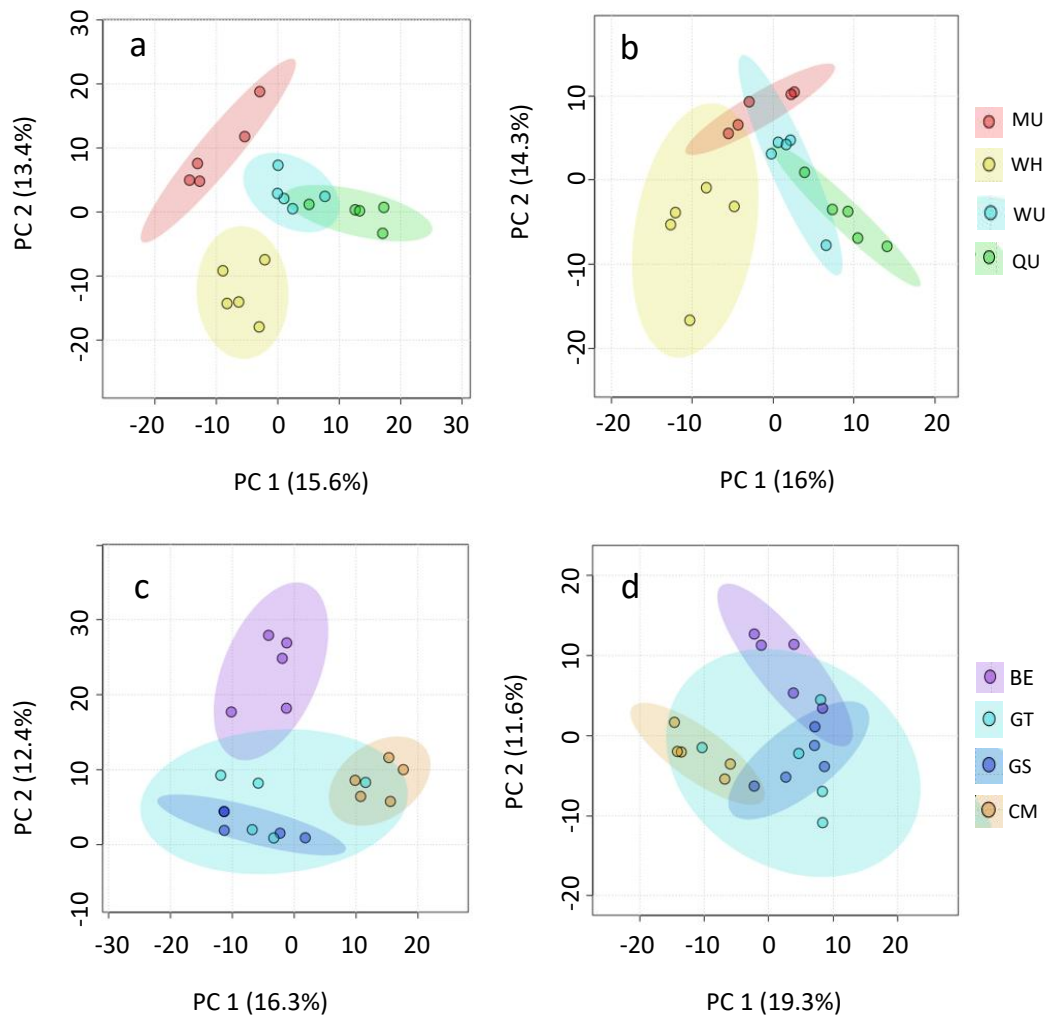 a
30
20
10
0
-10
-20
PC 2 (13.4%)
-20 -10 0 10 20 30
PC 1 (15.6%)
b
10
0
-10
-20
PC 2 (14.3%)
-20 -10 0 10 20
PC 1 (16%)
MU
WH
WU
QU
c
30
20
10
0
-10
PC 2 (12.4%)
-30 -20 -10 0 10 20
PC 1 (16.3%)
d
20
10
0
-10
-20
PC 2 (11.6%)
-20 -10 0 10 20
PC 1 (19.3%)
BE
GT
GS
CM